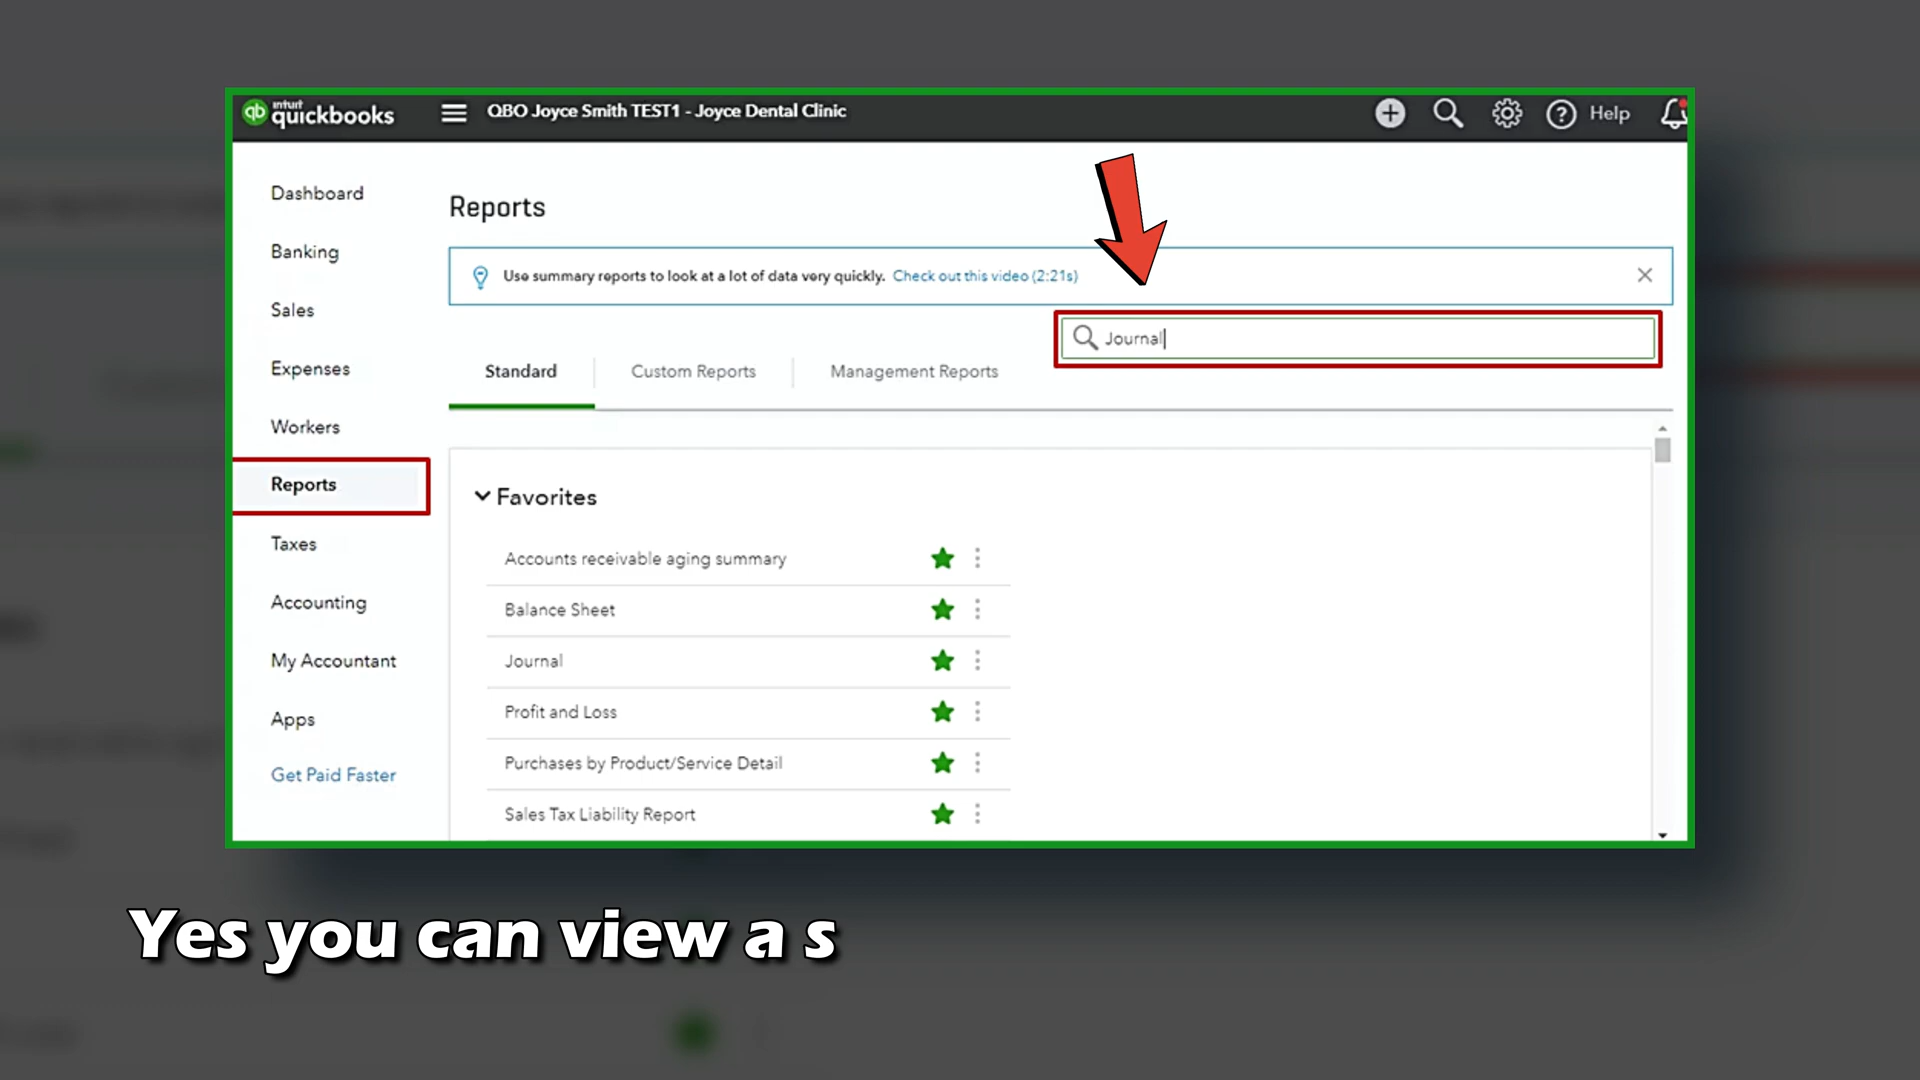 qb intuit quickbooks
QBO Joyce Smith TEST1 - Joyce Dental Clinic
Help
Dashboard
Banking
Sales
Expenses
Workers
Reports
Taxes
Accounting
My Accountant
Apps
Get Paid Faster
Reports
Use summary reports to look at a lot of data very quickly. Check out this video (2:21s)
Journal
Standard
Custom Reports
Management Reports
Favorites
Accounts receivable aging summary
Balance Sheet
Journal
Profit and Loss
Purchases by Product/Service Detail
Sales Tax Liability Report
Yes you can view a s